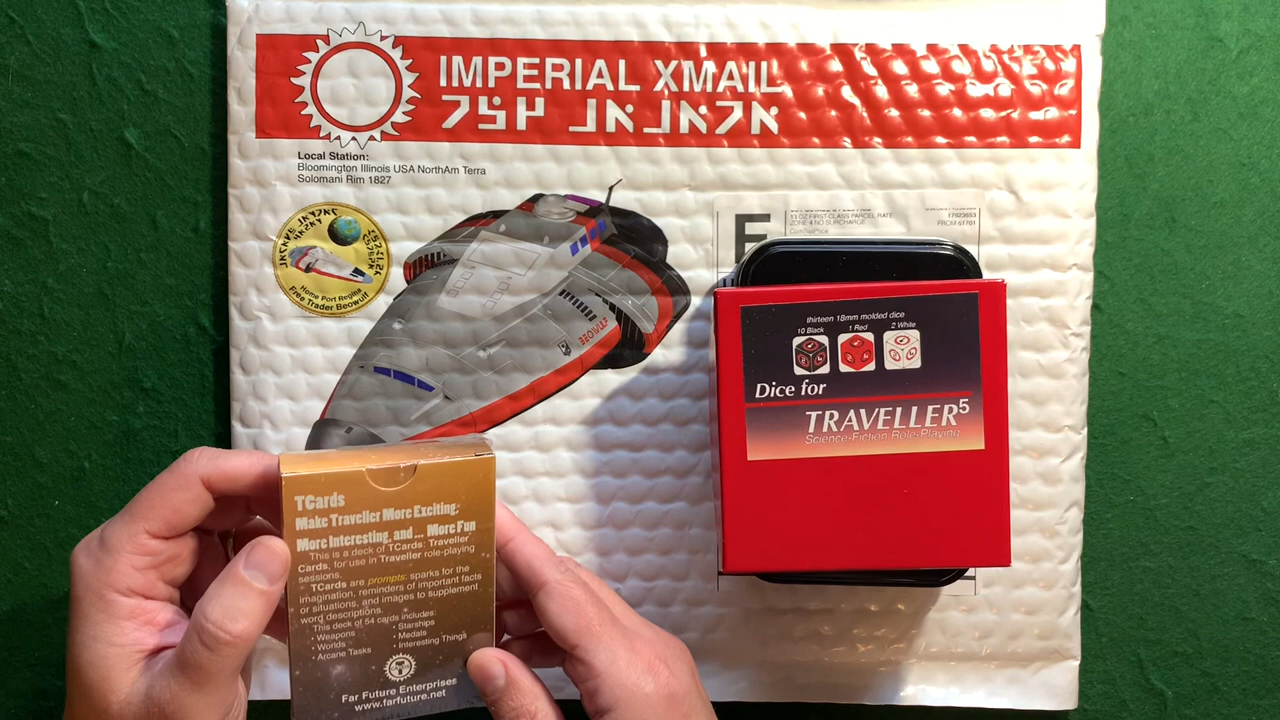 IMPERIAL XMAIL
Local Station:
Bloomington Illinois USA NorthAm Terra
Solomani Rim 1827
Home Port Regina
Free Trader Beowulf
BEOWULF
13 OZ FIRST-CLASS PARCEL RATE
ZONE 4 NO SURCHARGE
ComBasPrice
17023653
FROM 61701
thirteen 18mm molded dice
10 Black
1 Red
2 White
Dice for
TRAVELLER5
Science-Fiction Role-Playing
TCards
Make Traveller More Exciting,
More Interesting, and... More Fun
This is a deck of TCards: Traveller
Cards, for use in Traveller role-playing
sessions.
TCards are prompts: sparks for the
imagination, reminders of important facts
or situations, and images to supplement
word descriptions.
This deck of 54 cards includes:
• Weapons
• Worlds
• Arcane Tasks
• Starships
• Medals
• Interesting Things
Far Future Enterprises
www.farfuture.net